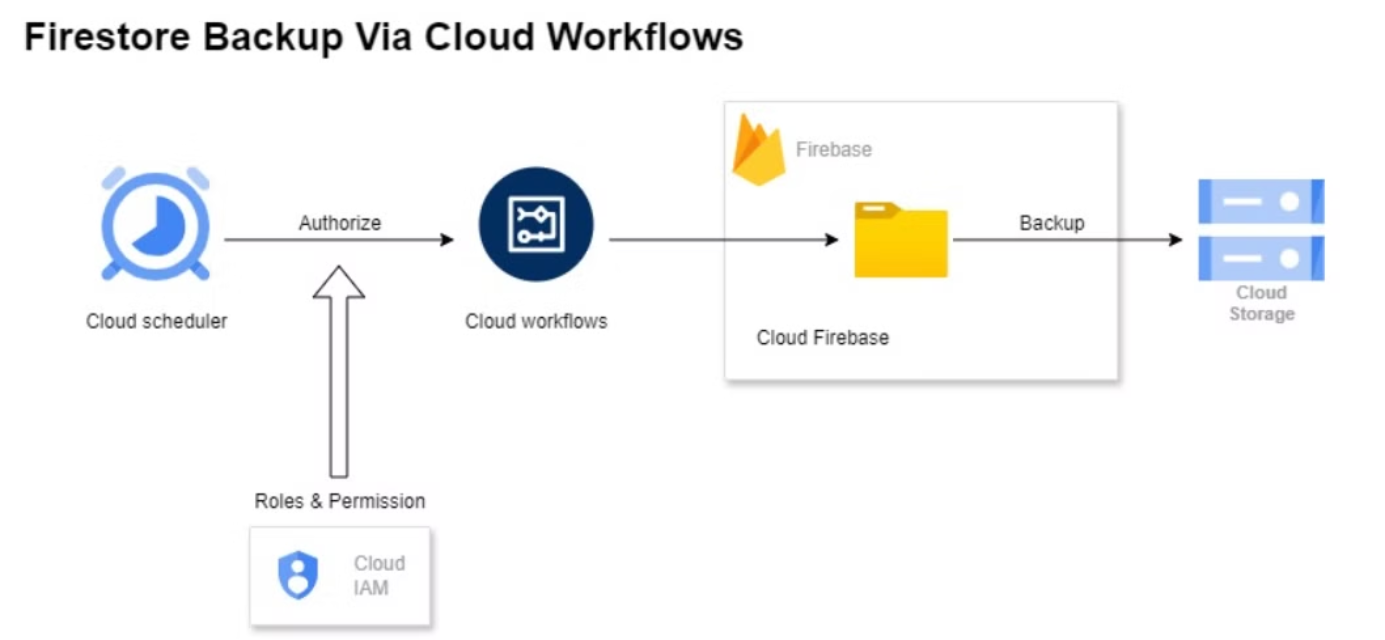 Firestore Backup Via Cloud Workflows
Firebase
Authorize
Backup
Cloud scheduler
Cloud workflows
Cloud Firebase
Cloud
Storage
Roles & Permission
Cloud
IAM